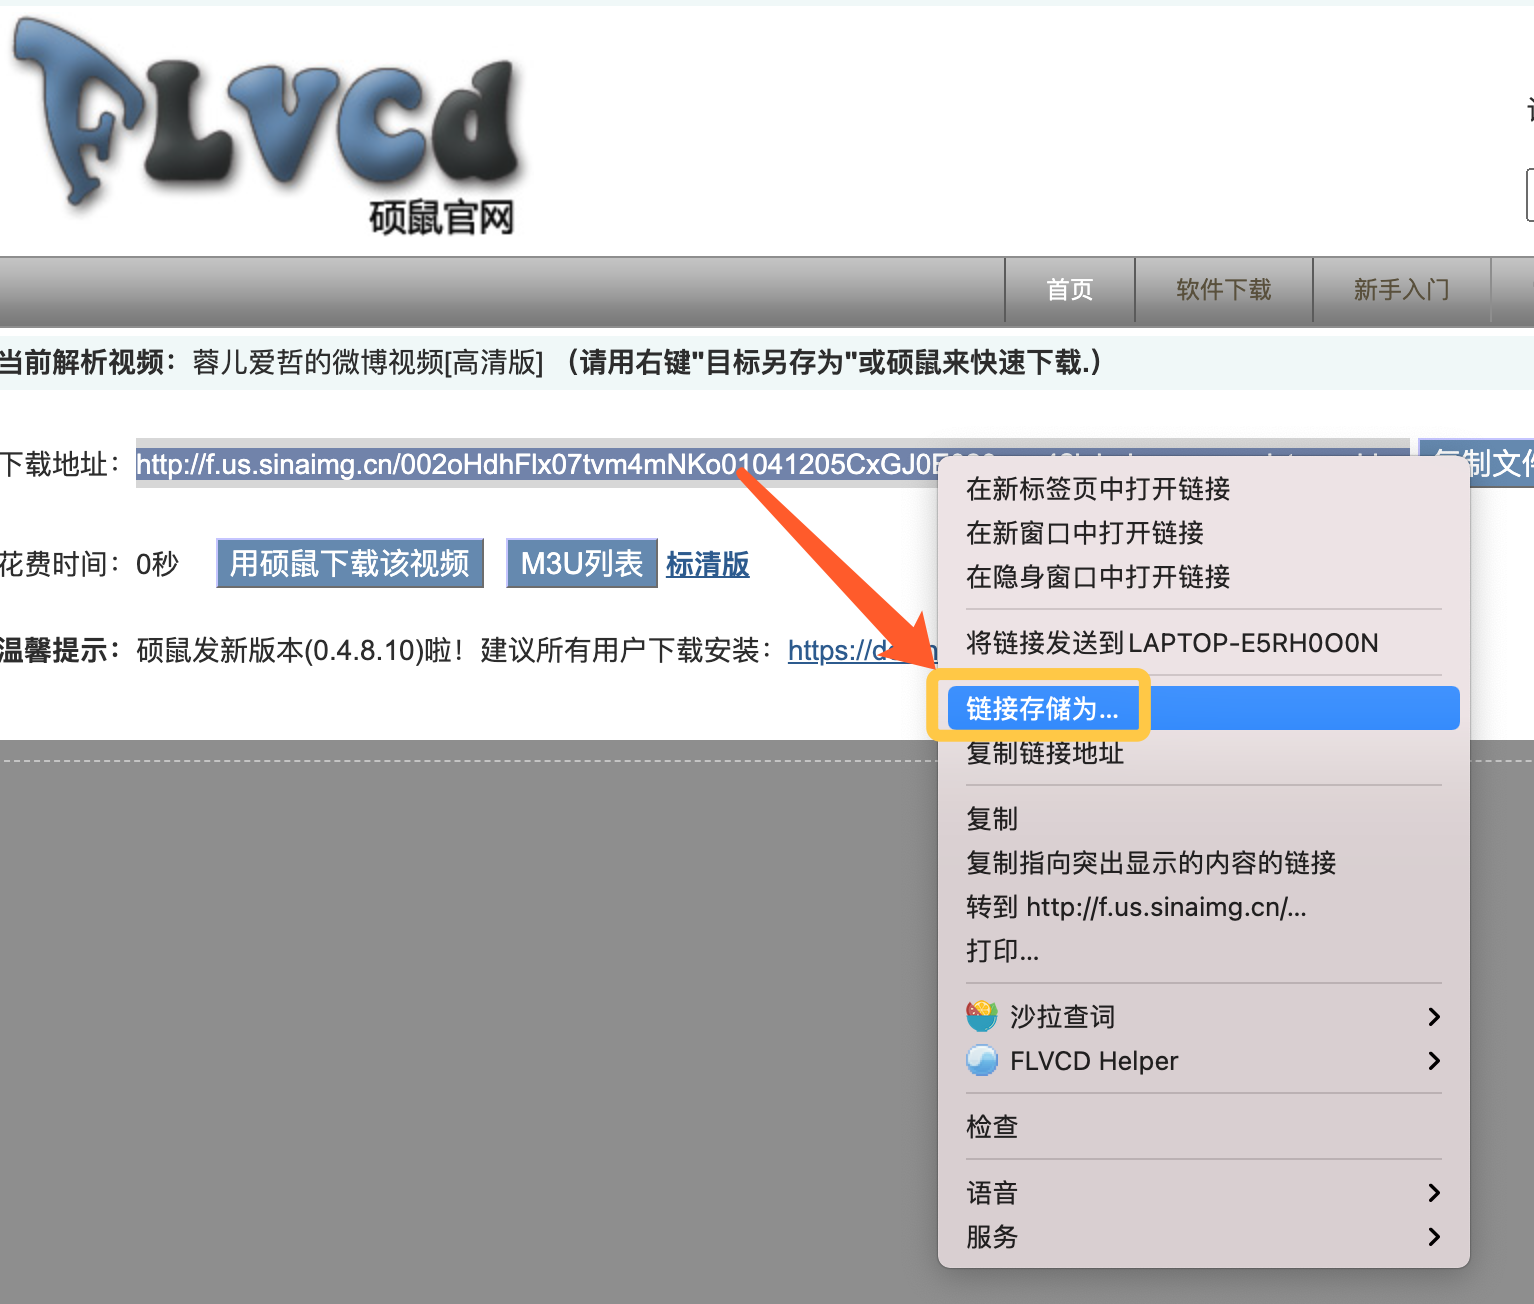 FLVCD
硕鼠官网
首页 软件下载 新手入门
当前解析视频：蓉儿爱哲的微博视频[高清版] （请用右键"目标另存为"或硕鼠来快速下载.）
下载地址：http://f.us.sinaimg.cn/002oHdhFlx07tvm4mNKo01041205CxGJ0E 复制文件
花费时间：0秒 用硕鼠下载该视频 M3U列表 标清版
温馨提示：硕鼠发新版本(0.4.8.10)啦！建议所有用户下载安装：https://d
在新标签页中打开链接
在新窗口中打开链接
在隐身窗口中打开链接
将链接发送到LAPTOP-E5RH0O0N
链接存储为...
复制链接地址
复制
复制指向突出显示的内容的链接
转到 http://f.us.sinaimg.cn/...
打印...
沙拉查词
FLVCD Helper
检查
语音
服务